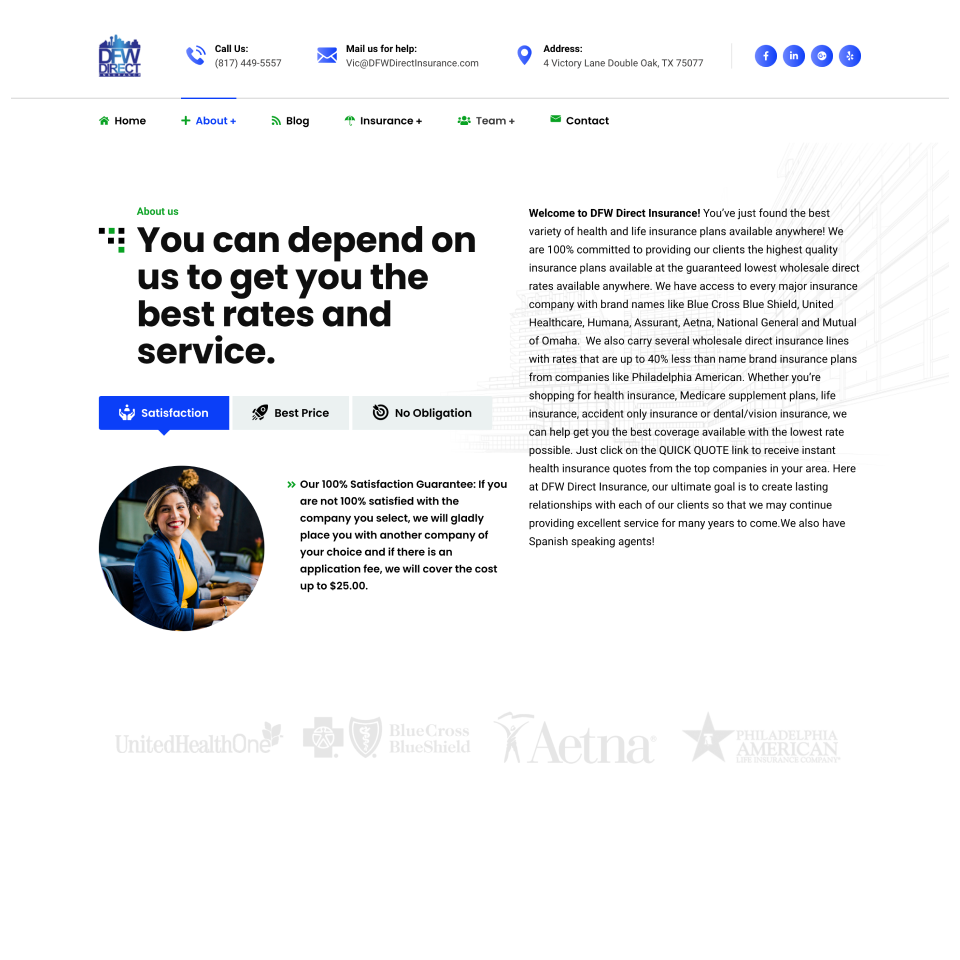 DFW
DIRECT
INSURANCE
Call Us:
(817) 449-5557
Mail us for help:
Vic@DFWDirectInsurance.com
Address:
4 Victory Lane Double Oak, TX 75077
Home
About +
Blog
Insurance +
Team +
Contact
About us
You can depend on
us to get you the
best rates and
service.
Satisfaction
Best Price
No Obligation
Our 100% Satisfaction Guarantee: If you
are not 100% satisfied with the
company you select, we will gladly
place you with another company of
your choice and if there is an
application fee, we will cover the cost
up to $25.00.
Welcome to DFW Direct Insurance! You’ve just found the best
variety of health and life insurance plans available anywhere! We
are 100% committed to providing our clients the highest quality
insurance plans available at the guaranteed lowest wholesale direct
rates available anywhere. We have access to every major insurance
company with brand names like Blue Cross Blue Shield, United
Healthcare, Humana, Assurant, Aetna, National General and Mutual
of Omaha.  We also carry several wholesale direct insurance lines
with rates that are up to 40% less than name brand insurance plans
from companies like Philadelphia American. Whether you’re
shopping for health insurance, Medicare supplement plans, life
insurance, accident only insurance or dental/vision insurance, we
can help get you the best coverage available with the lowest rate
possible. Just click on the QUICK QUOTE link to receive instant
health insurance quotes from the top companies in your area. Here
at DFW Direct Insurance, our ultimate goal is to create lasting
relationships with each of our clients so that we may continue
providing excellent service for many years to come.We also have
Spanish speaking agents!
UnitedHealthOne
BlueCross
BlueShield
Aetna®
PHILADELPHIA
AMERICAN
LIFE INSURANCE COMPANY®